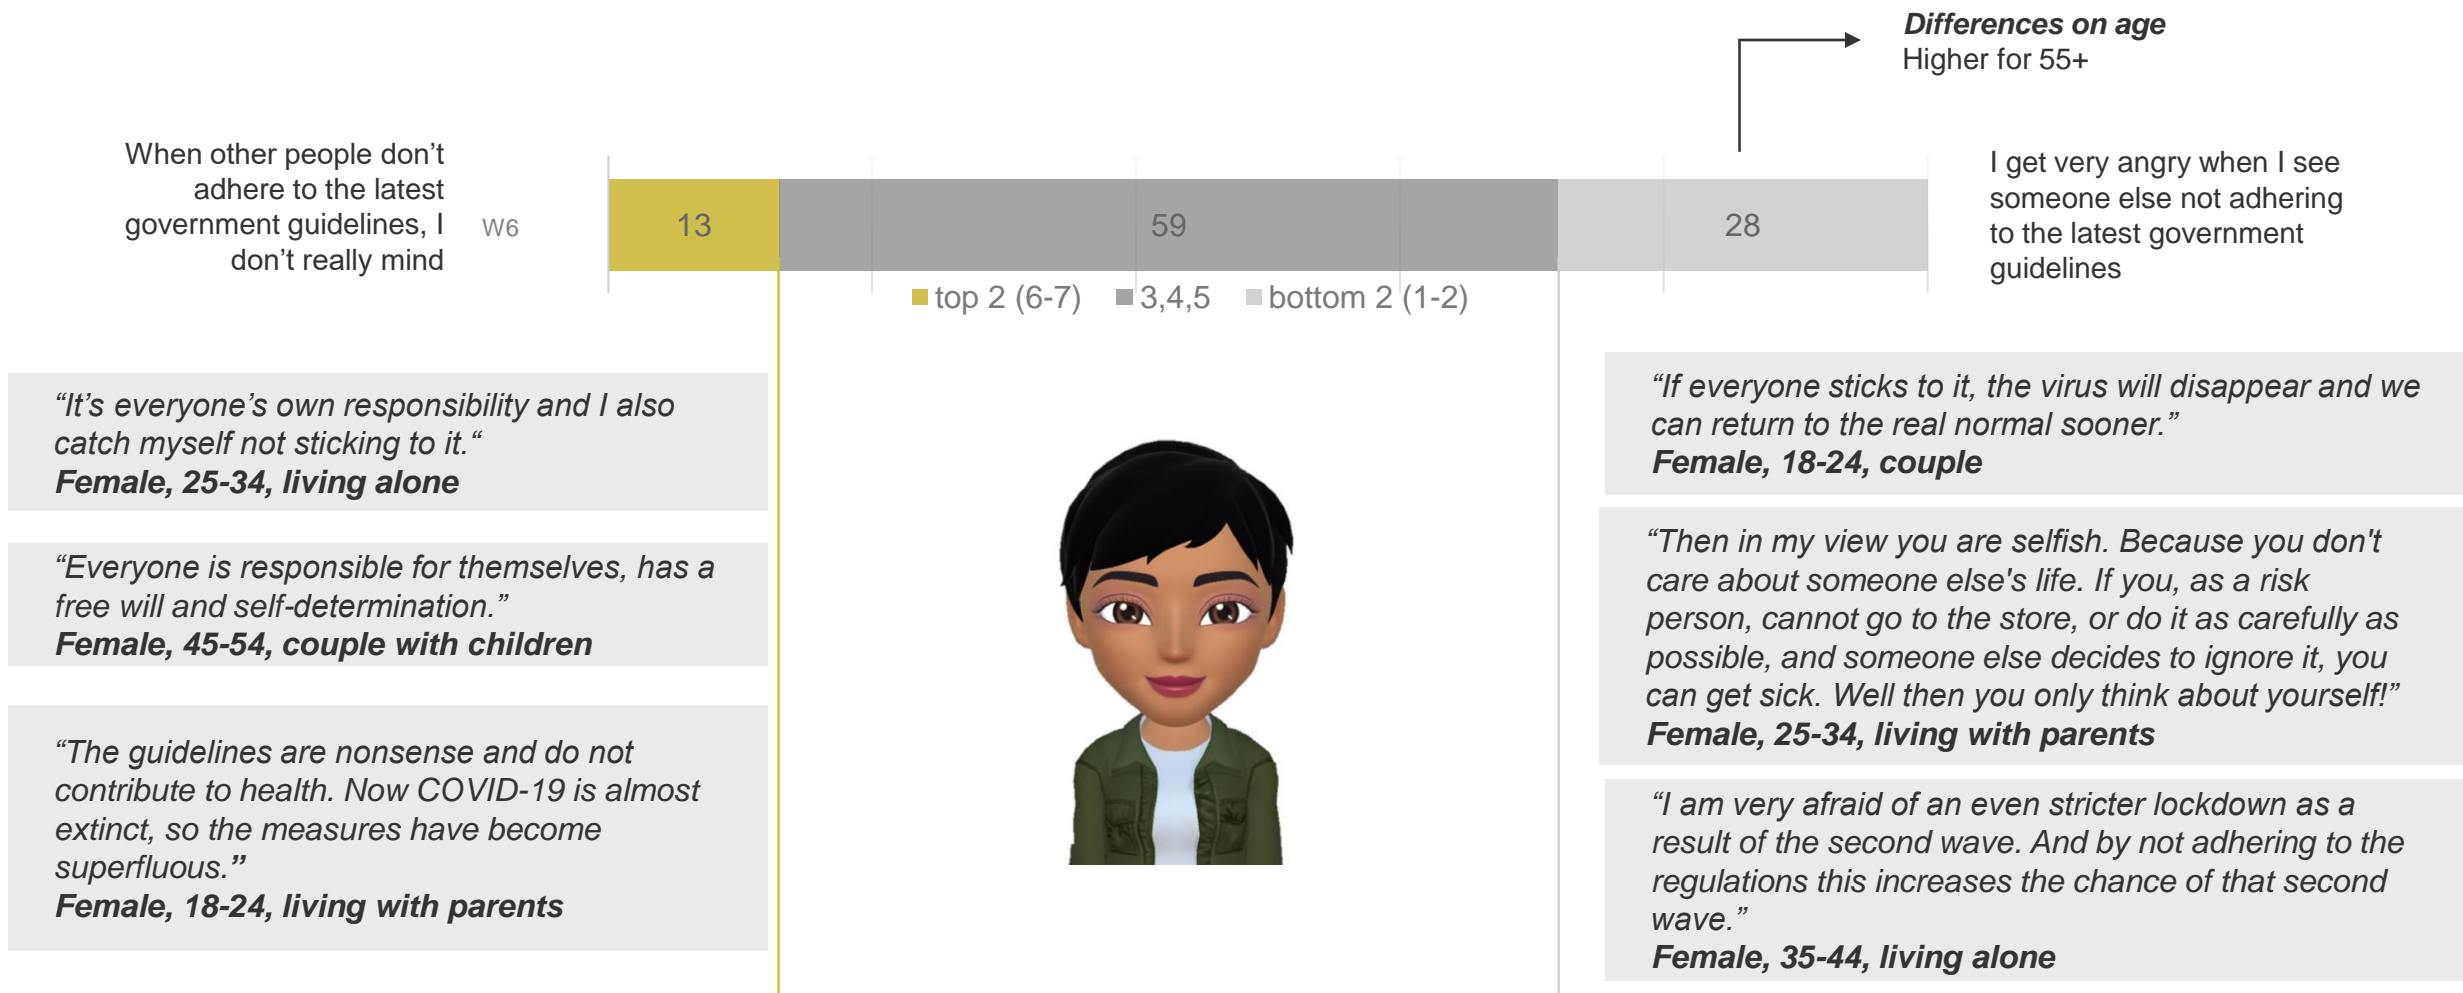 Differences on age
Higher for 55+
When other people don’t
adhere to the latest
government guidelines, I
don’t really mind
W6
13
59
28
I get very angry when I see
someone else not adhering
to the latest government
guidelines
top 2 (6-7)
3,4,5
bottom 2 (1-2)
“It’s everyone’s own responsibility and I also
catch myself not sticking to it.“
Female, 25-34, living alone
“Everyone is responsible for themselves, has a
free will and self-determination.”
Female, 45-54, couple with children
“The guidelines are nonsense and do not
contribute to health. Now COVID-19 is almost
extinct, so the measures have become
superfluous.”
Female, 18-24, living with parents
“If everyone sticks to it, the virus will disappear and we
can return to the real normal sooner.”
Female, 18-24, couple
“Then in my view you are selfish. Because you don't
care about someone else's life. If you, as a risk
person, cannot go to the store, or do it as carefully as
possible, and someone else decides to ignore it, you
can get sick. Well then you only think about yourself!”
Female, 25-34, living with parents
“I am very afraid of an even stricter lockdown as a
result of the second wave. And by not adhering to the
regulations this increases the chance of that second
wave.”
Female, 35-44, living alone